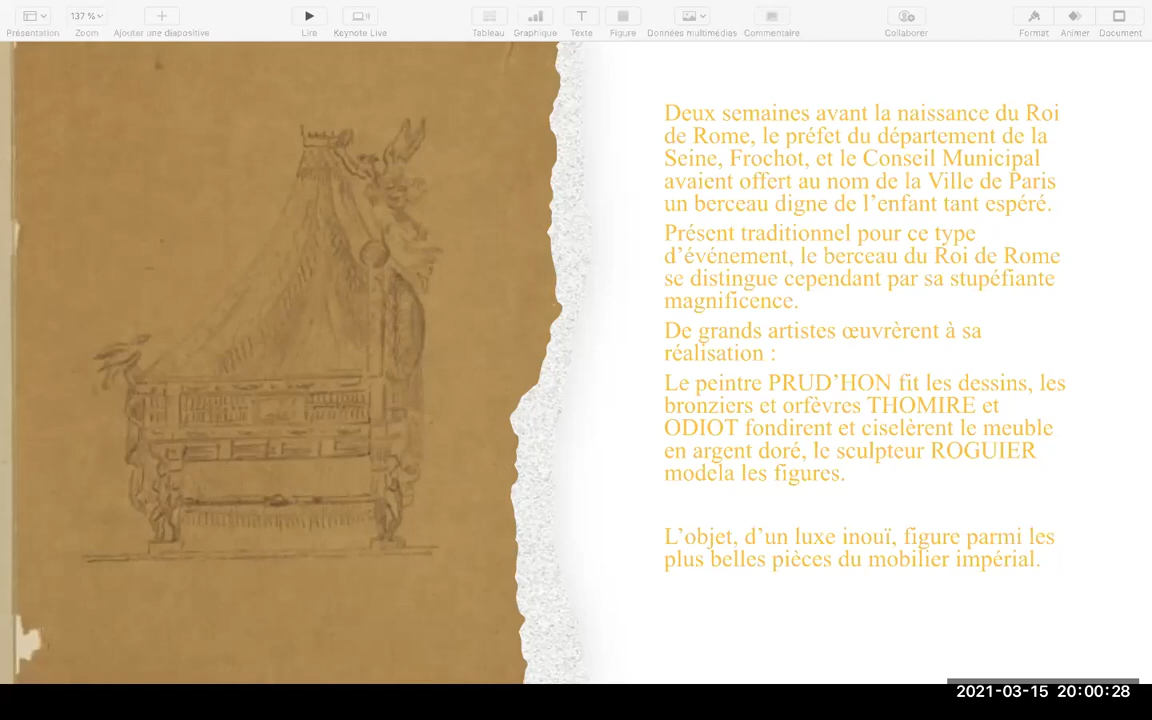 137 %
Présentation
Zoom
Ajouter une diapositive
Lire
Keynote Live
Tableau
Graphique
Texte
Figure
Données multimédias
Commentaire
Collaborer
Format
Animer
Document
Deux semaines avant la naissance du Roi
de Rome, le préfet du département de la
Seine, Frochot, et le Conseil Municipal
avaient offert au nom de la Ville de Paris
un berceau digne de l’enfant tant espéré.
Présent traditionnel pour ce type
d’événement, le berceau du Roi de Rome
se distingue cependant par sa stupéfiante
magnificence.
De grands artistes œuvrèrent à sa
réalisation :
Le peintre PRUD’HON fit les dessins, les
bronziers et orfèvres THOMIRE et
ODIOT fondirent et ciselèrent le meuble
en argent doré, le sculpteur ROGUIER
modela les figures.
L’objet, d’un luxe inouï, figure parmi les
plus belles pièces du mobilier impérial.
2021-03-15 20:00:28